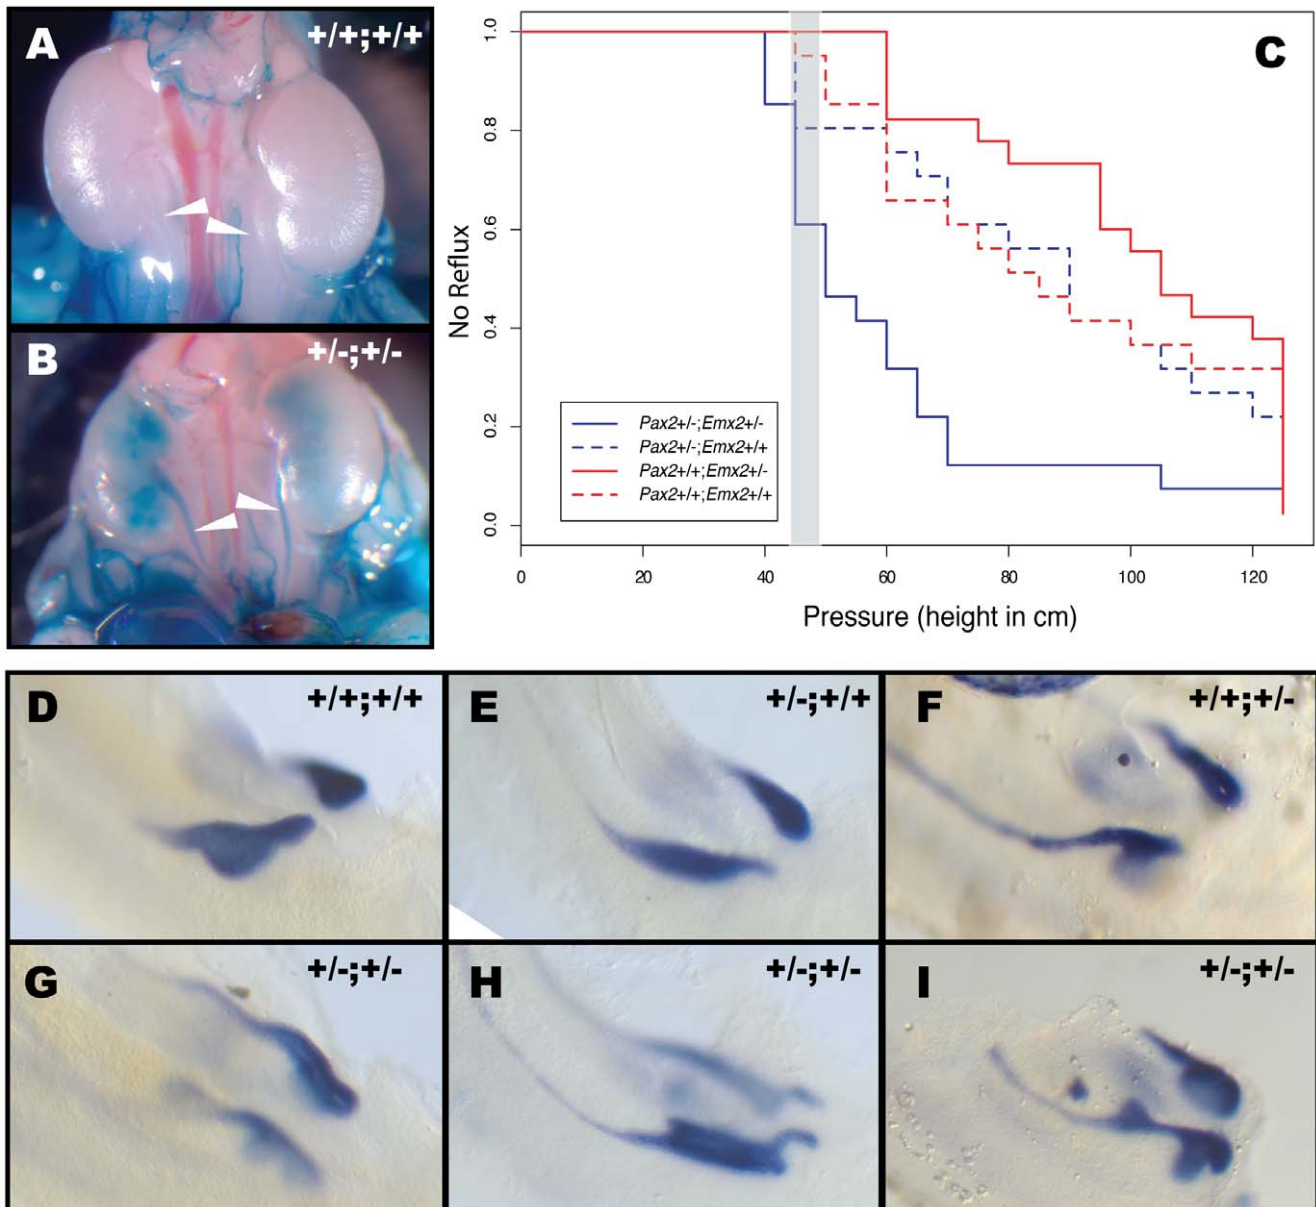 A
+/+;+/+
B
+/-;+/-
C
No Reflux
1.0
0.8
0.6
0.4
0.2
0.0
Pax2+/-;Emx2+/-
Pax2+/-;Emx2+/+
Pax2+/+;Emx2+/-
Pax2+/+;Emx2+/+
0 20 40 60 80 100 120
Pressure (height in cm)
D
+/+;+/+
E
+/-;+/+
F
+/+;+/-
G
+/-;+/-
H
+/-;+/-
I
+/-;+/-